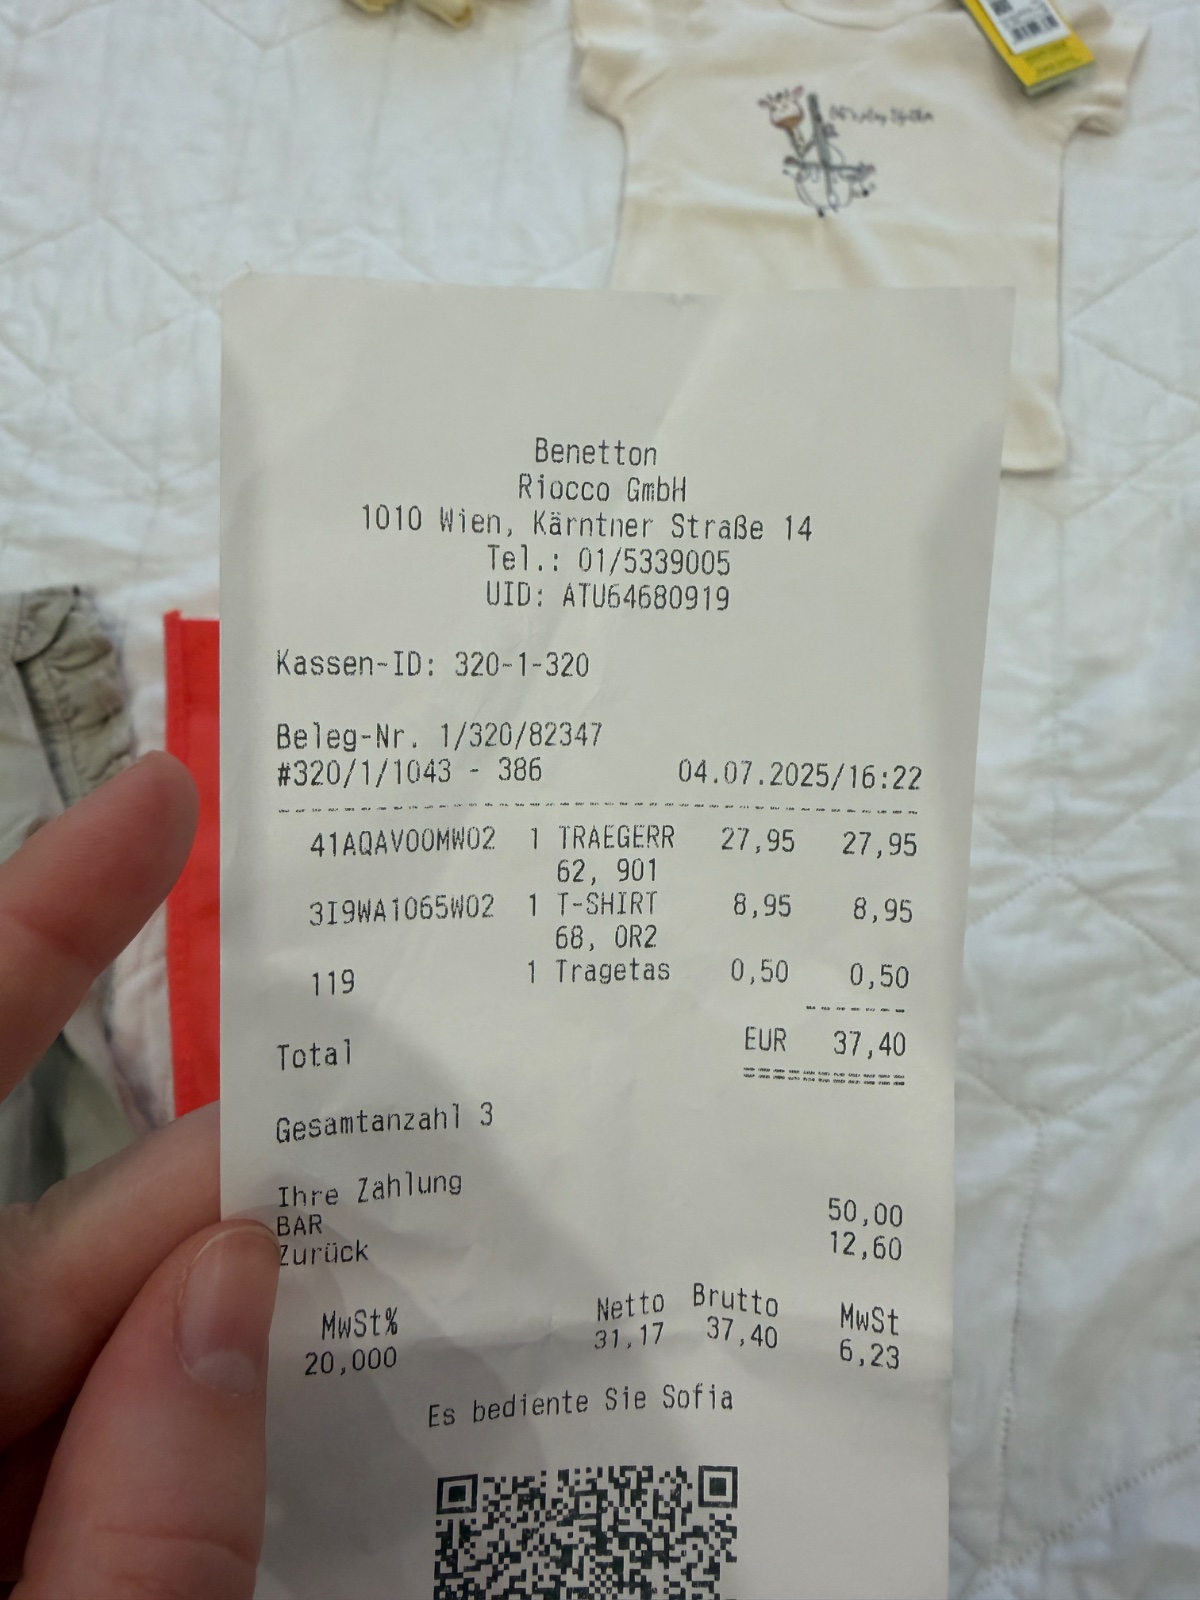 Benetton
Riocco GmbH
1010 Wien, Kärntner Straße 14
Tel.: 01/5339005
UID: ATU64680919
Kassen-ID: 320-1-320
Beleg-Nr. 1/320/82347
#320/1/1043 - 386 04.07.2025/16:22
41AQAV00MW02 1 TRAEGERR 27,95 27,95
62, 901
3I9WA1065W02 1 T-SHIRT 8,95 8,95
68, 0R2
119 1 Tragetas 0,50 0,50
Total EUR 37,40
Gesamtanzahl 3
Ihre Zahlung
BAR 50,00
Zurück 12,60
MwSt% Netto Brutto MwSt
20,000 31,17 37,40 6,23
Es bediente Sie Sofia